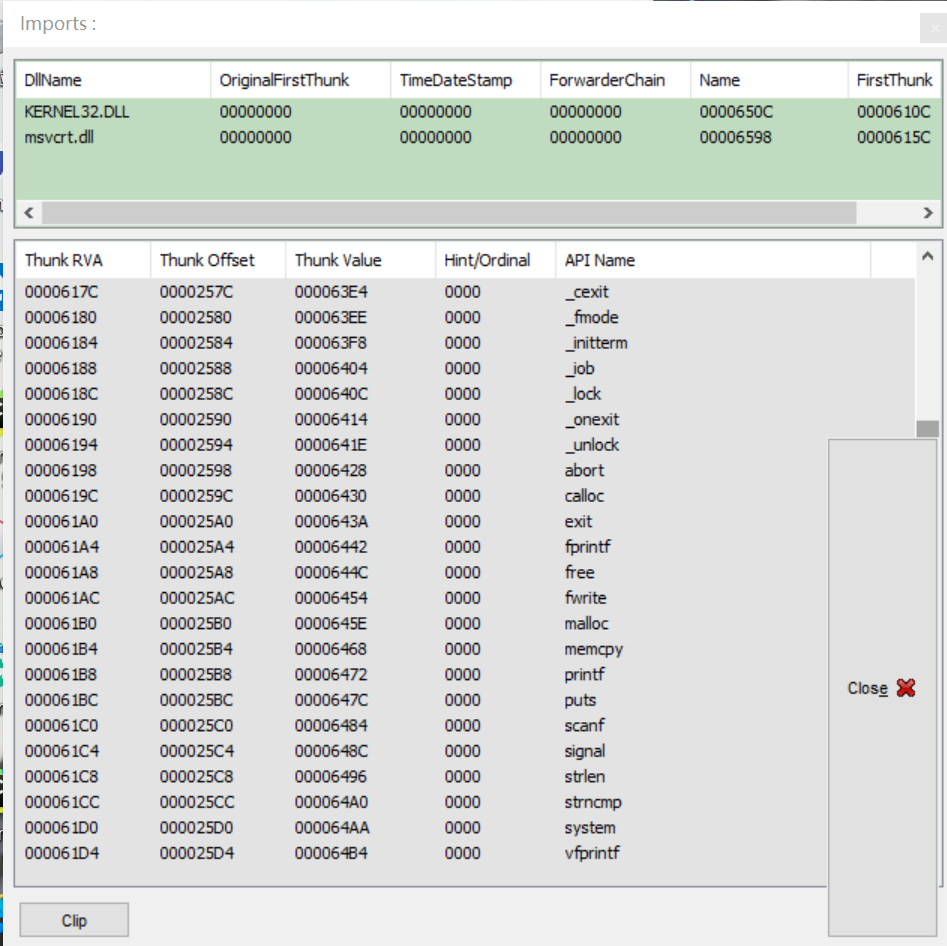 Imports :
DllName OriginalFirstThunk TimeDateStamp ForwarderChain Name FirstThunk
KERNEL32.DLL 00000000 00000000 00000000 0000650C 0000610C
msvcrt.dll 00000000 00000000 00000000 00006598 0000615C
Thunk RVA Thunk Offset Thunk Value Hint/Ordinal API Name
0000617C 0000257C 000063E4 0000 _cexit
00006180 00002580 000063EE 0000 _fmode
00006184 00002584 000063F8 0000 _initterm
00006188 00002588 00006404 0000 _iob
0000618C 0000258C 0000640C 0000 _lock
00006190 00002590 00006414 0000 _onexit
00006194 00002594 0000641E 0000 _unlock
00006198 00002598 00006428 0000 abort
0000619C 0000259C 00006430 0000 calloc
000061A0 000025A0 0000643A 0000 exit
000061A4 000025A4 00006442 0000 fprintf
000061A8 000025A8 0000644C 0000 free
000061AC 000025AC 00006454 0000 fwrite
000061B0 000025B0 0000645E 0000 malloc
000061B4 000025B4 00006468 0000 memcpy
000061B8 000025B8 00006472 0000 printf
000061BC 000025BC 0000647C 0000 puts
000061C0 000025C0 00006484 0000 scanf
000061C4 000025C4 0000648C 0000 signal
000061C8 000025C8 00006496 0000 strlen
000061CC 000025CC 000064A0 0000 strncmp
000061D0 000025D0 000064AA 0000 system
000061D4 000025D4 000064B4 0000 vfprintf
Close
Clip